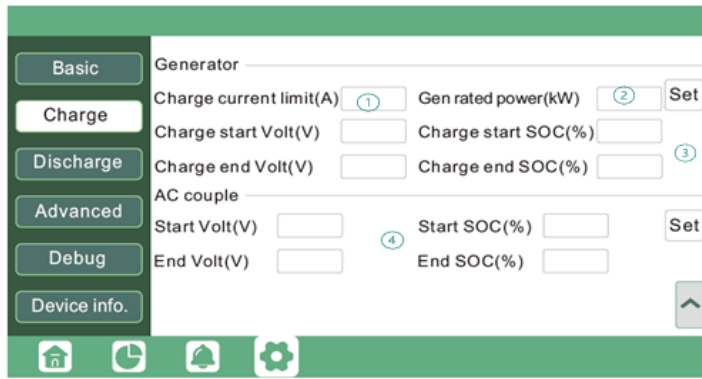 Basic
Charge
Discharge
Advanced
Debug
Device info.
Generator
Charge current limit(A) ① Gen rated power(kW) ② Set
Charge start Volt(V) Charge start SOC(%)
Charge end Volt(V) Charge end SOC(%) ③
AC couple
Start Volt(V) ④ Start SOC(%) Set
End Volt(V) End SOC(%)